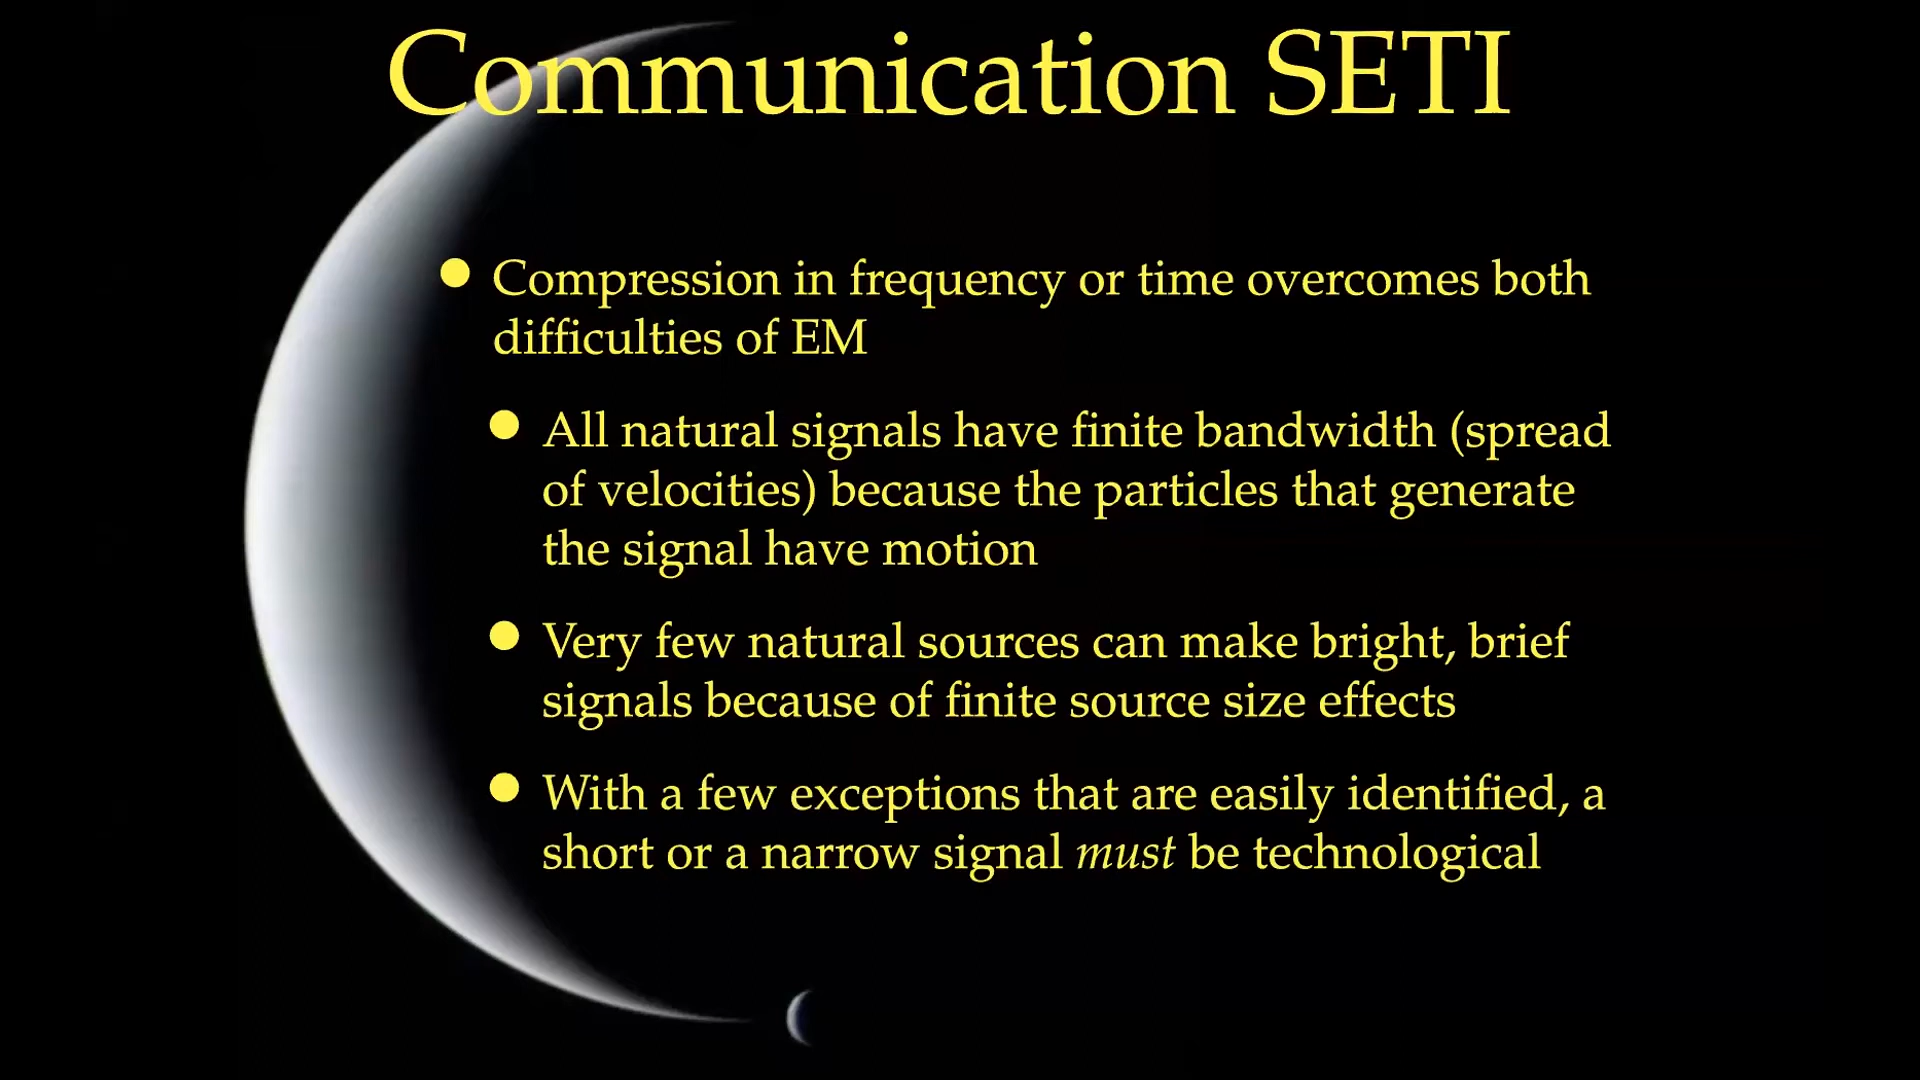 Communication SETI
• Compression in frequency or time overcomes both
difficulties of EM
• All natural signals have finite bandwidth (spread
of velocities) because the particles that generate
the signal have motion
• Very few natural sources can make bright, brief
signals because of finite source size effects
• With a few exceptions that are easily identified, a
short or a narrow signal must be technological